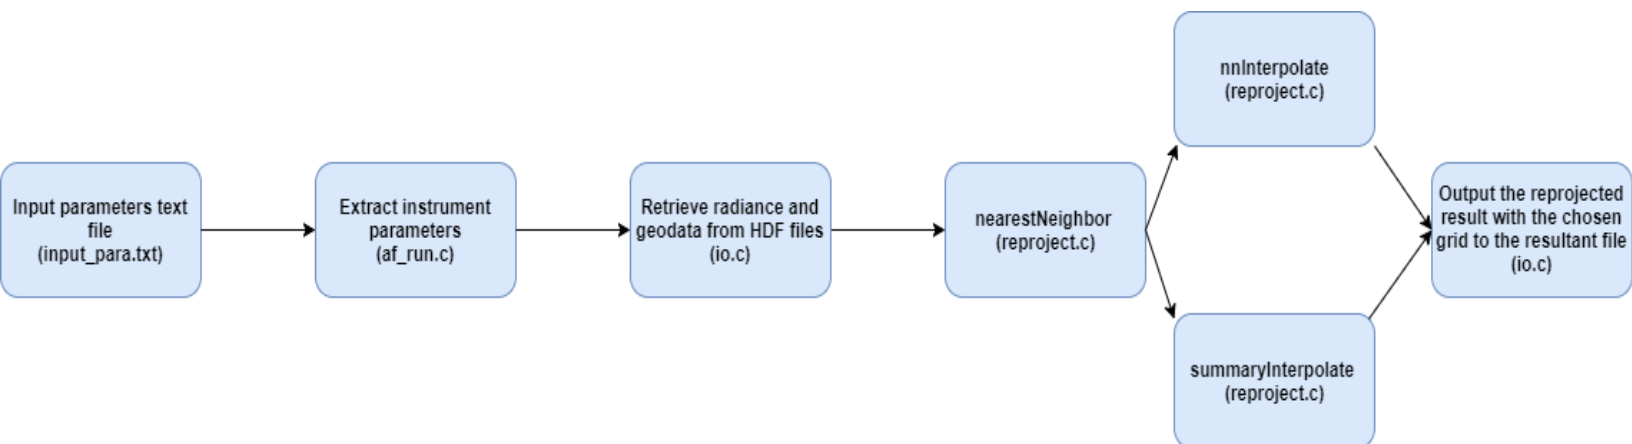 Input parameters text
file
(input_para.txt)
Extract instrument
parameters
(af_run.c)
Retrieve radiance and
geodata from HDF files
(io.c)
nearestNeighbor
(reproject.c)
nnInterpolate
(reproject.c)
summaryInterpolate
(reproject.c)
Output the reprojected
result with the chosen
grid to the resultant file
(io.c)